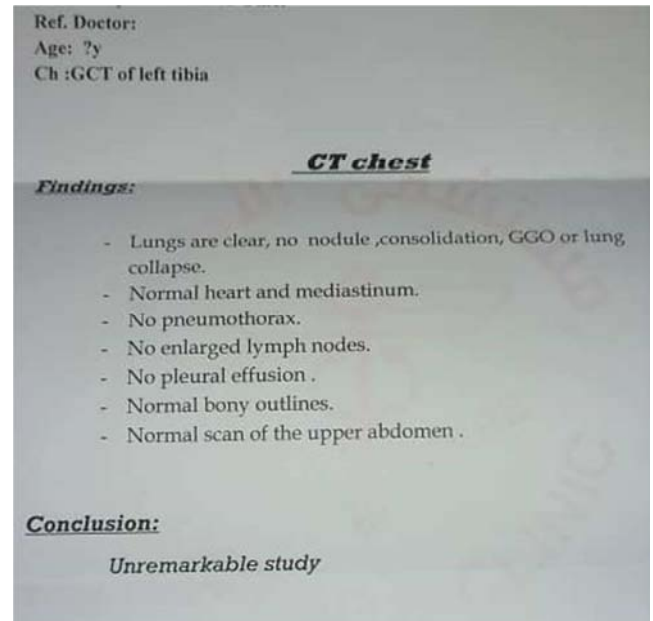 Ref. Doctor:
Age: ?y
Ch :GCT of left tibia
CT chest
Findings:
- Lungs are clear, no nodule ,consolidation, GGO or lung
collapse.
- Normal heart and mediastinum.
- No pneumothorax.
- No enlarged lymph nodes.
- No pleural effusion .
- Normal bony outlines.
- Normal scan of the upper abdomen .
Conclusion:
Unremarkable study